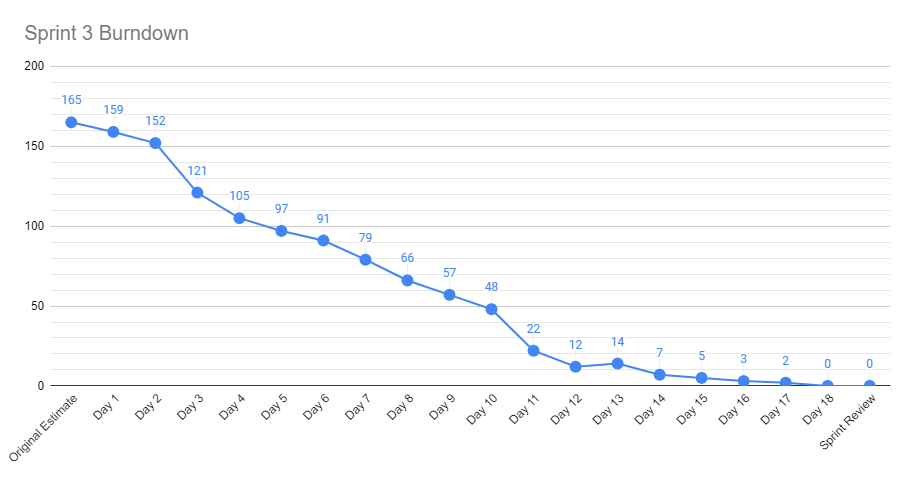 Sprint 3 Burndown
200
150
100
50
0
165
159
152
121
105
97
91
79
66
57
48
22
12
14
7
5
3
2
0
0
Original Estimate
Day 1
Day 2
Day 3
Day 4
Day 5
Day 6
Day 7
Day 8
Day 9
Day 10
Day 11
Day 12
Day 13
Day 14
Day 15
Day 16
Day 17
Day 18
Sprint Review